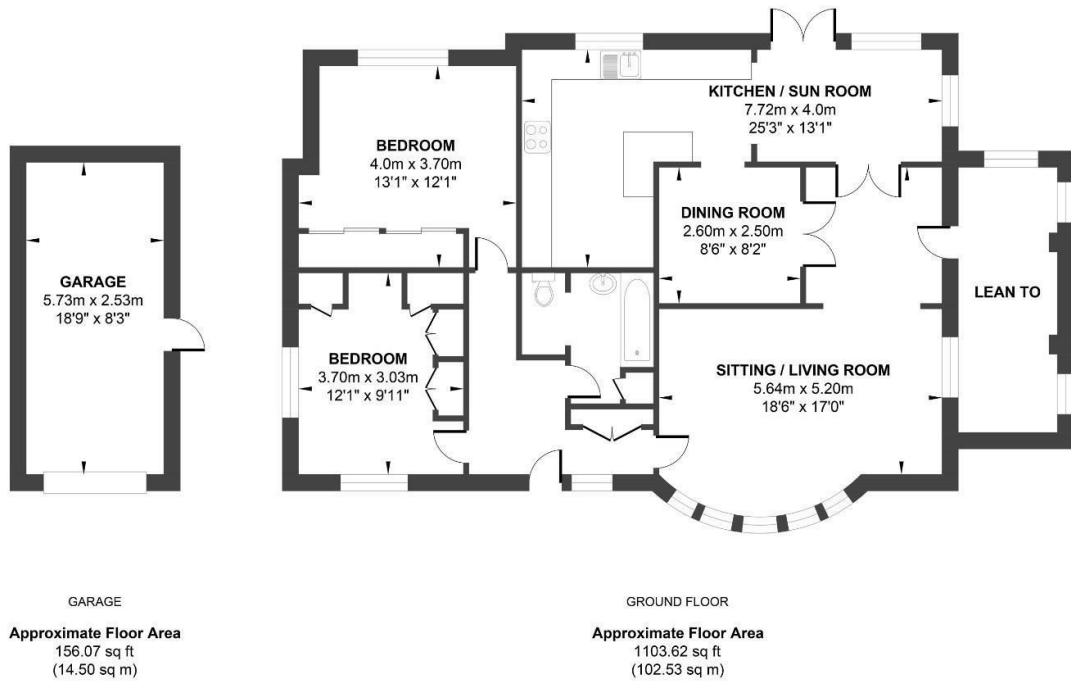 KITCHEN / SUN ROOM
7.72m x 4.0m
25'3" x 13'1"
BEDROOM
4.0m x 3.70m
13'1" x 12'1"
DINING ROOM
2.60m x 2.50m
8'6" x 8'2"
GARAGE
5.73m x 2.53m
18'9" x 8'3"
LEAN TO
BEDROOM
3.70m x 3.03m
12'1" x 9'11"
SITTING / LIVING ROOM
5.64m x 5.20m
18'6" x 17'0"
GARAGE
Approximate Floor Area
156.07 sq ft
(14.50 sq m)
GROUND FLOOR
Approximate Floor Area
1103.62 sq ft
(102.53 sq m)